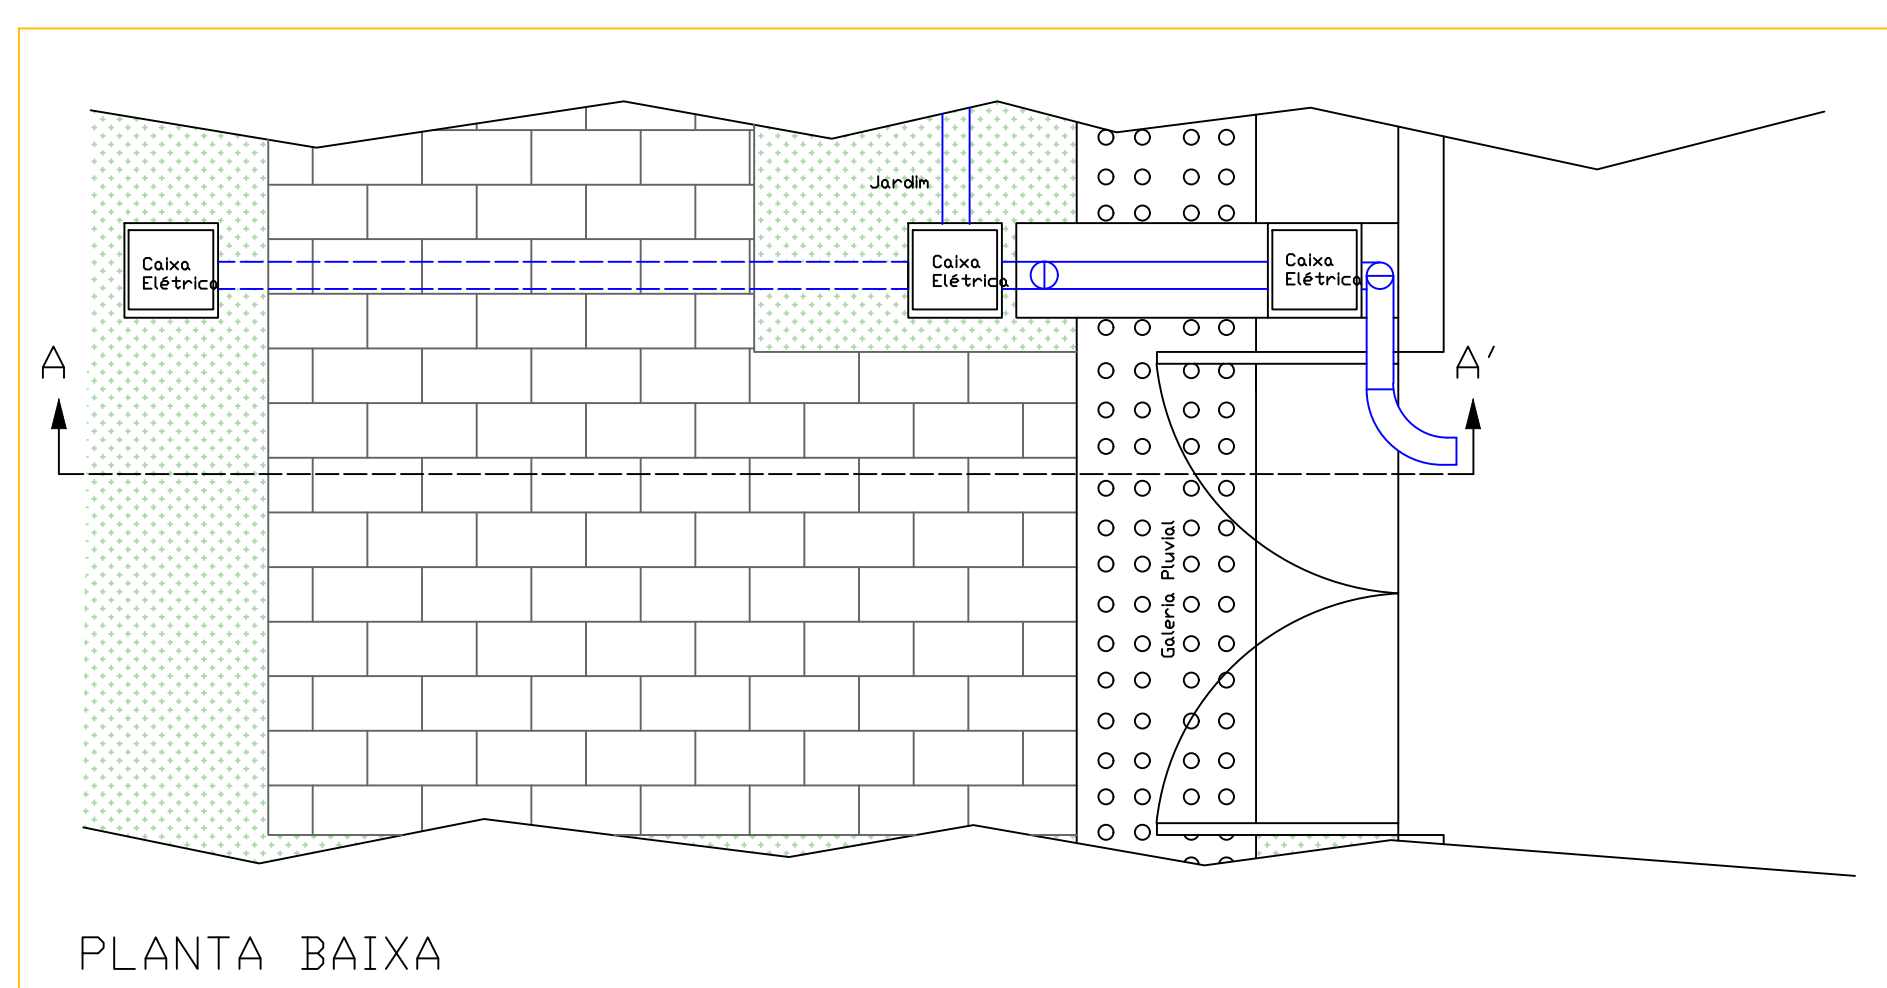 Jardim
Caixa
Elétrica
Caixa
Elétrica
Caixa
Elétrica
A
A'
Galeria Pluvial
PLANTA BAIXA